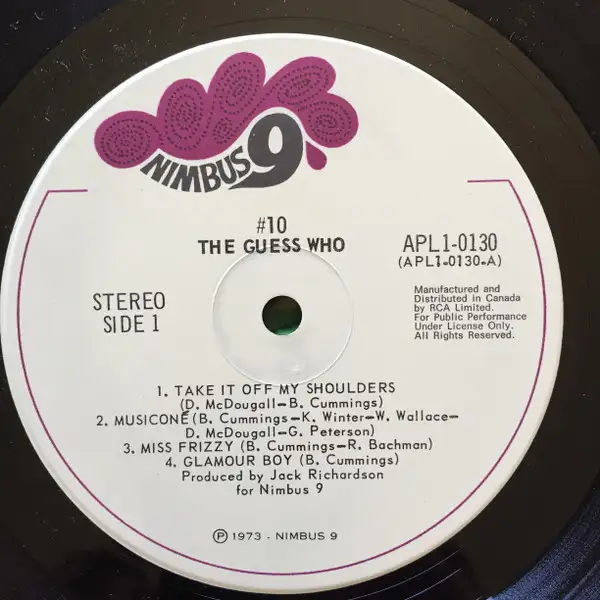 NIMBUS 9
#10
THE GUESS WHO
APL1-0130
(APL1-0130-A)
STEREO
SIDE 1
Manufactured and
Distributed in Canada
by RCA Limited.
For Public Performance
Under License Only.
All Rights Reserved.
1. TAKE IT OFF MY SHOULDERS
(D. McDougall-B. Cummings)
2. MUSICONE (B. Cummings-K. Winter-W. Wallace-
D. McDougall-G. Peterson)
3. MISS FRIZZY (B. Cummings-R. Bachman)
4. GLAMOUR BOY (B. Cummings)
Produced by Jack Richardson
for Nimbus 9
℗ 1973 - NIMBUS 9